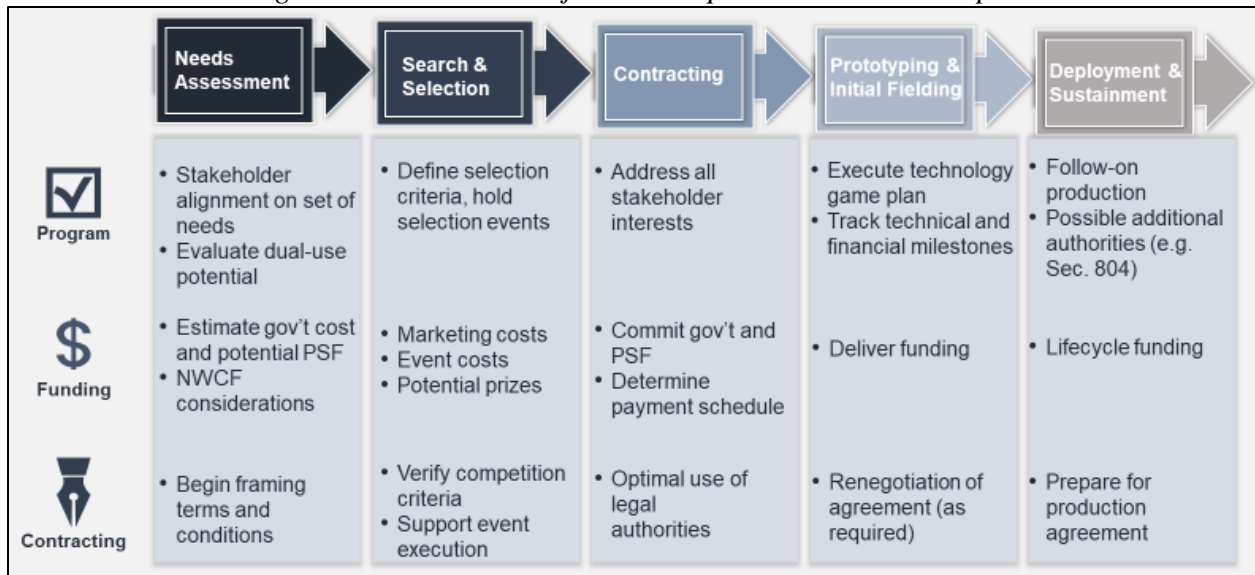 Needs
Assessment
Search &
Selection
Contracting
Prototyping &
Initial Fielding
Deployment &
Sustainment
Program
• Stakeholder
alignment on set of
needs
• Evaluate dual-use
potential
• Define selection
criteria, hold
selection events
• Address all
stakeholder
interests
• Execute technology
game plan
• Track technical and
financial milestones
• Follow-on
production
• Possible additional
authorities (e.g.
Sec. 804)
$
Funding
• Estimate gov't cost
and potential PSF
• NWCF
considerations
• Marketing costs
• Event costs
• Potential prizes
• Commit gov't and
PSF
• Determine
payment schedule
• Deliver funding
• Lifecycle funding
Contracting
• Begin framing
terms and
conditions
• Verify competition
criteria
• Support event
execution
• Optimal use of
legal
authorities
• Renegotiation of
agreement (as
required)
• Prepare for
production
agreement